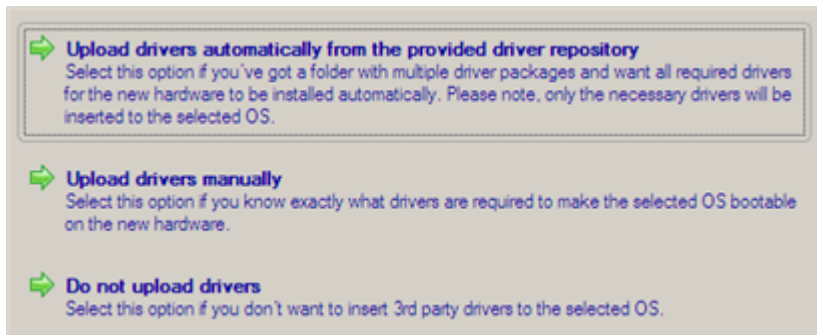 Upload drivers automatically from the provided driver repository
Select this option if you've got a folder with multiple driver packages and want all required drivers
for the new hardware to be installed automatically. Please note, only the necessary drivers will be
inserted to the selected OS.
Upload drivers manually
Select this option if you know exactly what drivers are required to make the selected OS bootable
on the new hardware.
Do not upload drivers
Select this option if you don't want to insert 3rd party drivers to the selected OS.